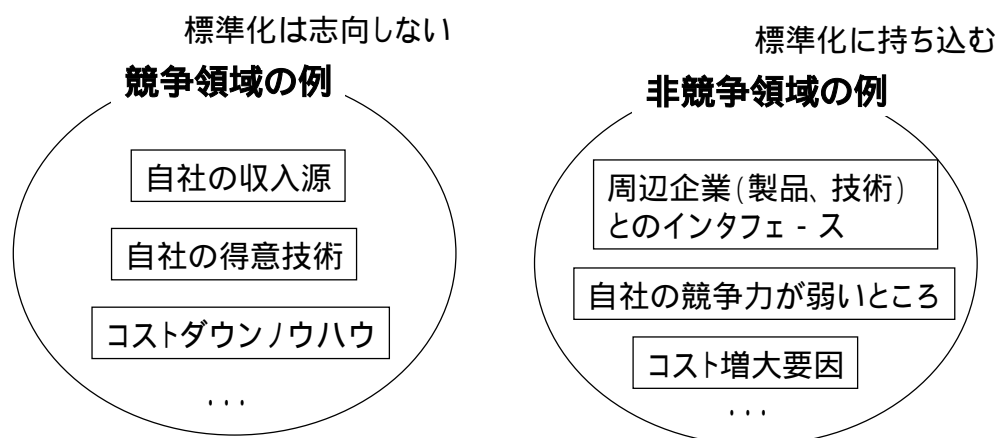 標準化は志向しない
競争領域の例
自社の収入源
自社の得意技術
コストダウンノウハウ
・・・
標準化に持ち込む
非競争領域の例
周辺企業(製品、技術)
とのインタフェ-ス
自社の競争力が弱いところ
コスト増大要因
・・・